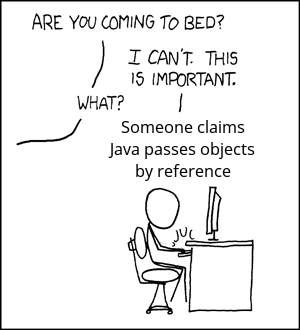 ARE YOU COMING TO BED?
I CAN'T. THIS
IS IMPORTANT.
WHAT?
Someone claims
Java passes objects
by reference